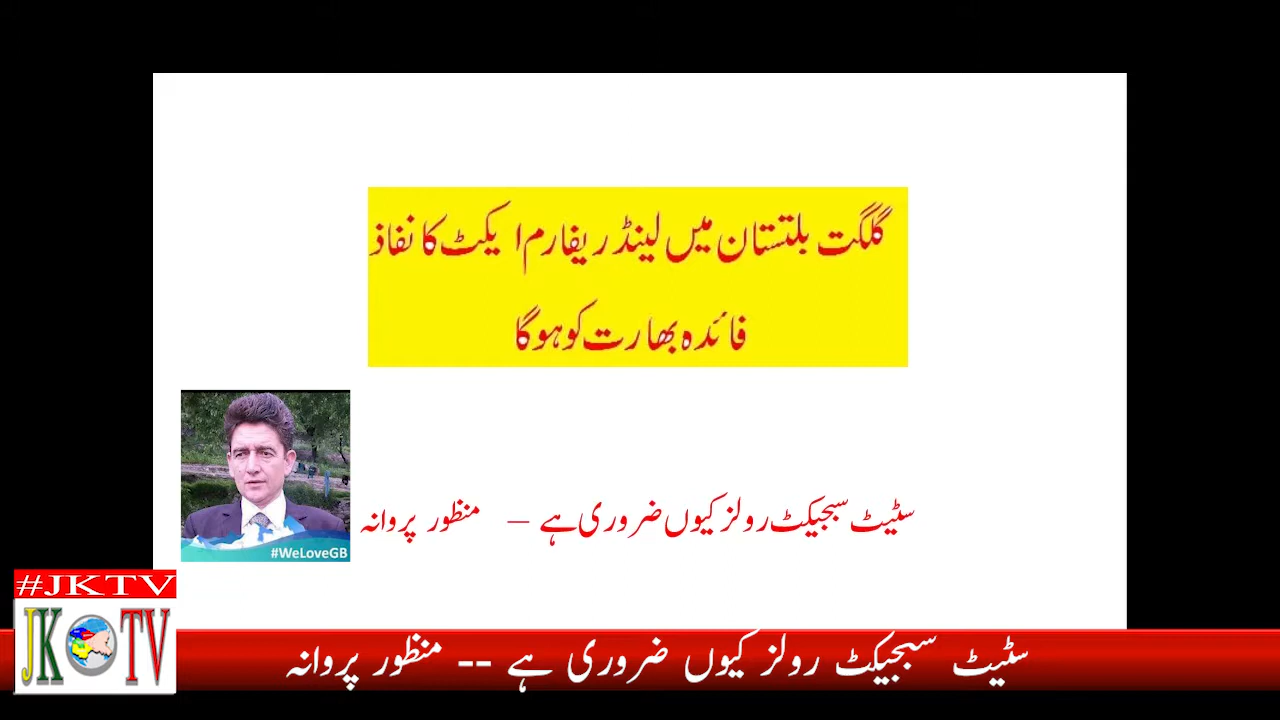 گلگت بلتستان میں لینڈ ریفارم ایکٹ کا نفاذ
فائدہ بھارت کو ہوگا
#WeLoveGB
سٹیٹ سبجیکٹ رولز کیوں ضروری ہے – منظور پروانہ
#JKTV
JK TV
سٹیٹ سبجیکٹ رولز کیوں ضروری ہے -- منظور پروانہ